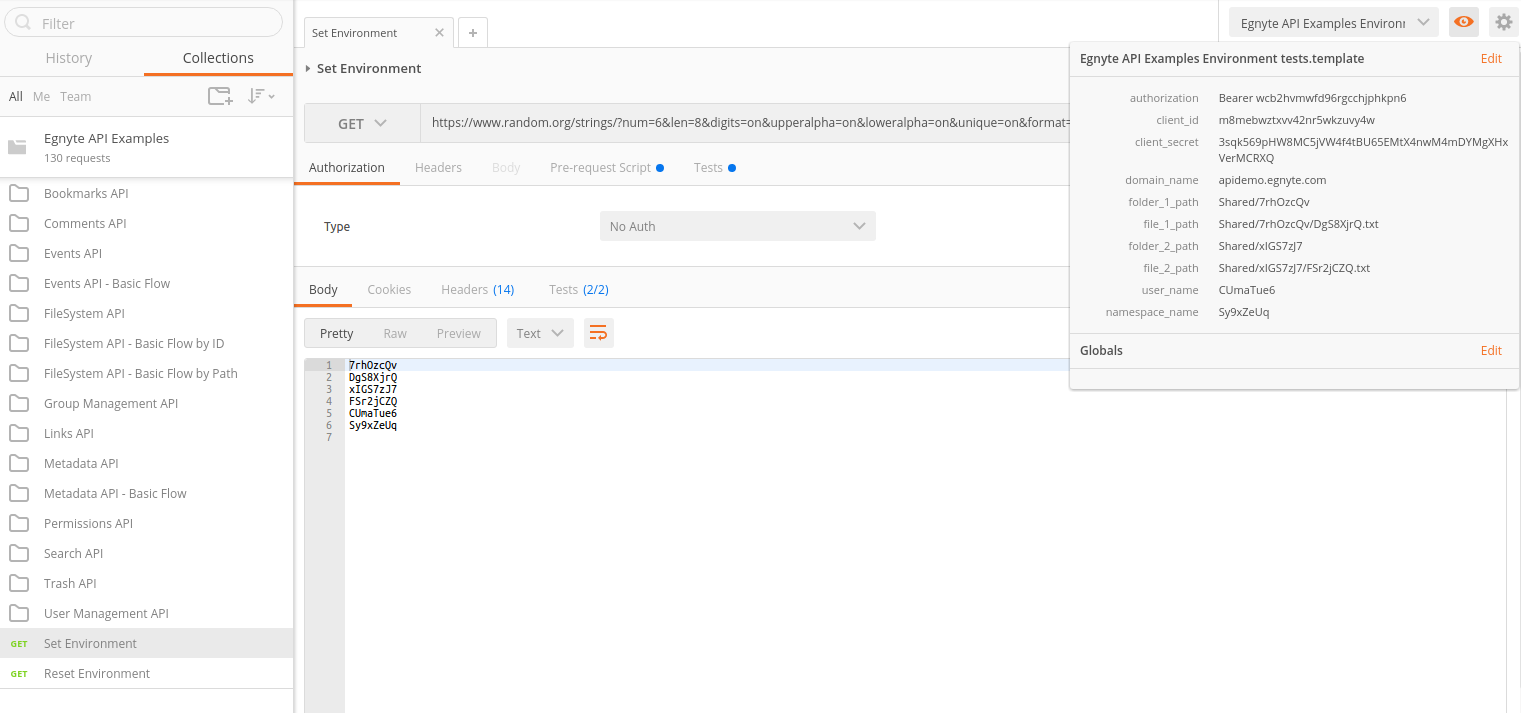 Filter
History
Collections
All Me Team
Egnyte API Examples
130 requests
Bookmarks API
Comments API
Events API
Events API - Basic Flow
FileSystem API
FileSystem API - Basic Flow by ID
FileSystem API - Basic Flow by Path
Group Management API
Links API
Metadata API
Metadata API - Basic Flow
Permissions API
Search API
Trash API
User Management API
GET Set Environment
GET Reset Environment
Set Environment
Set Environment
GET https://www.random.org/strings/?num=6&len=8&digits=on&upperalpha=on&loweralpha=on&unique=on&format=
Authorization Headers Body Pre-request Script Tests
Type No Auth
Body Cookies Headers (14) Tests (2/2)
Pretty Raw Preview Text
1 7rhOzcQv
2 DgS8XjrQ
3 xIGS7zJ7
4 FSr2jCZQ
5 CUmaTue6
6 Sy9xZeUq
7
Egnyte API Examples Environr
Egnyte API Examples Environment tests.template Edit
authorization Bearer wcb2hvmwfd96rgcchjphkpn6
client_id m8mebwztxvv42nr5wkzuvy4w
client_secret 3sqk569pHW8MC5jVW4f4tBU65EMtX4nwM4mDYMgXHx
VerMCRXQ
domain_name apidemo.egnyte.com
folder_1_path Shared/7rhOzcQv
file_1_path Shared/7rhOzcQv/DgS8XjrQ.txt
folder_2_path Shared/xIGS7zJ7
file_2_path Shared/xIGS7zJ7/FSr2jCZQ.txt
user_name CUmaTue6
namespace_name Sy9xZeUq
Globals Edit